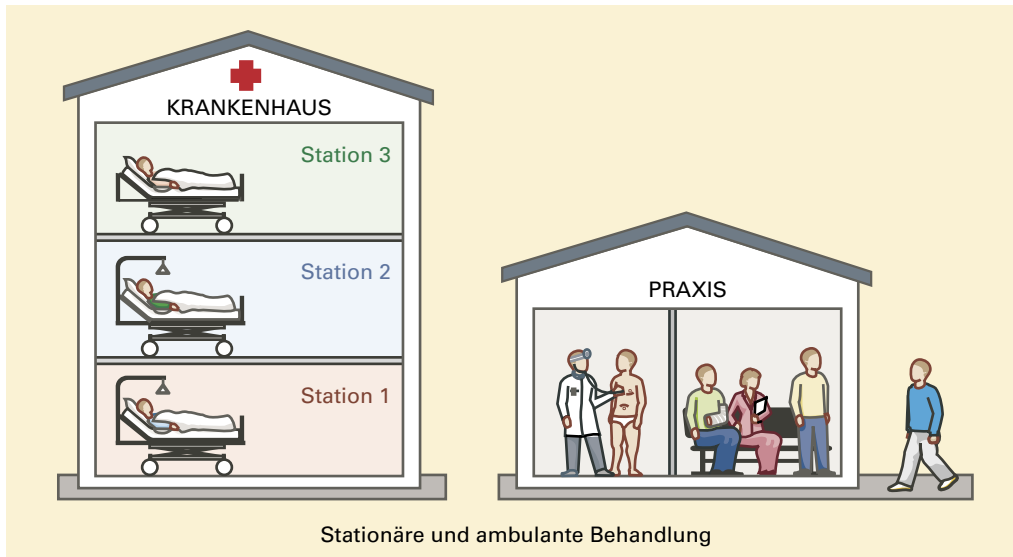 KRANKENHAUS
Station 3
Station 2
Station 1
PRAXIS
Stationäre und ambulante Behandlung